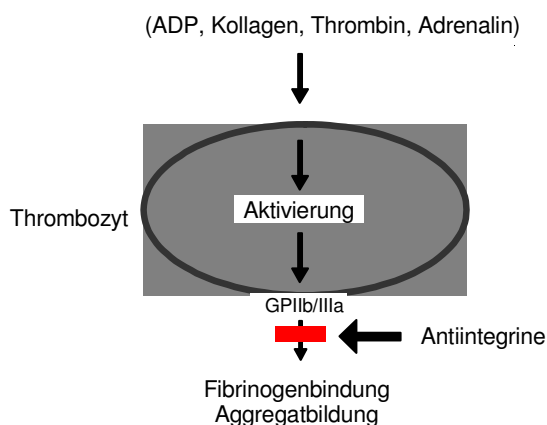 (ADP, Kollagen, Thrombin, Adrenalin)
Aktivierung
Thrombozyt
GPIIb/IIIa
Antiintegrine
Fibrinogenbindung
Aggregatbildung